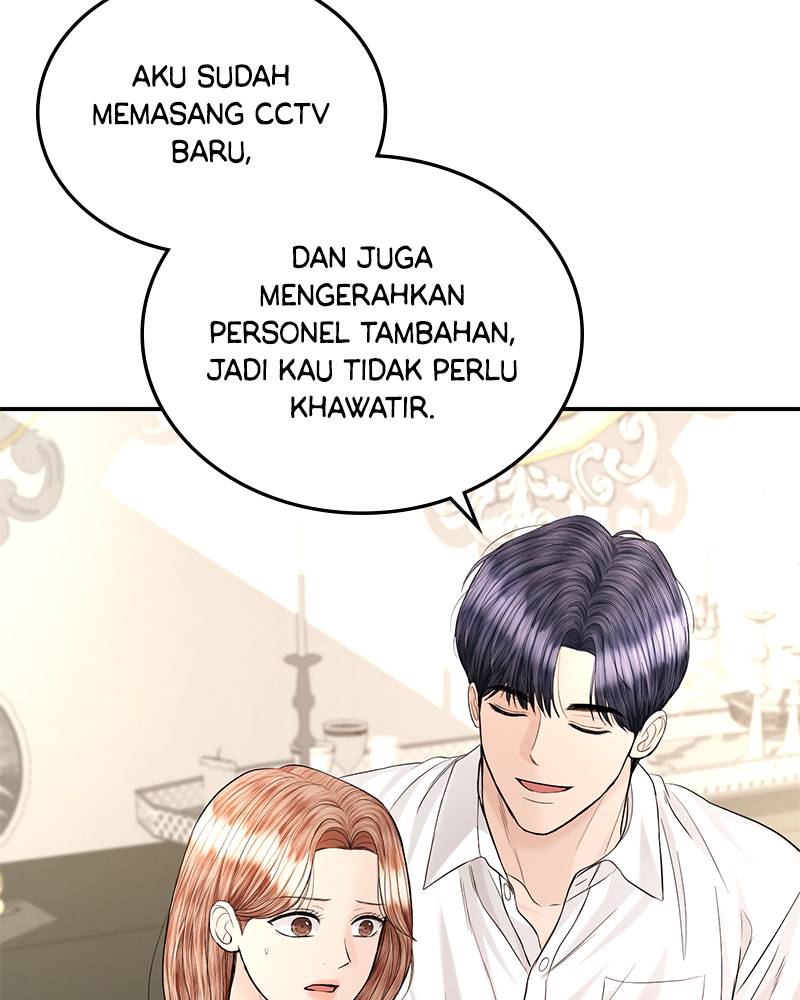 AKU SUDAH
MEMASANG CCTV
BARU,
DAN JUGA
MENGERAHKAN
PERSONEL TAMBAHAN,
JADI KAU TIDAK PERLU
KHAWATIR.